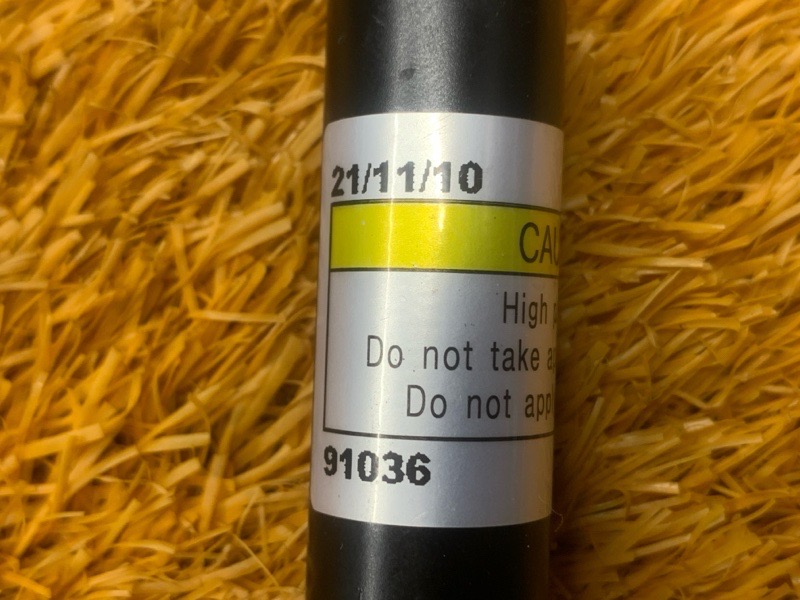 21/11/10
CAU
High p
Do not take a
Do not app
91036